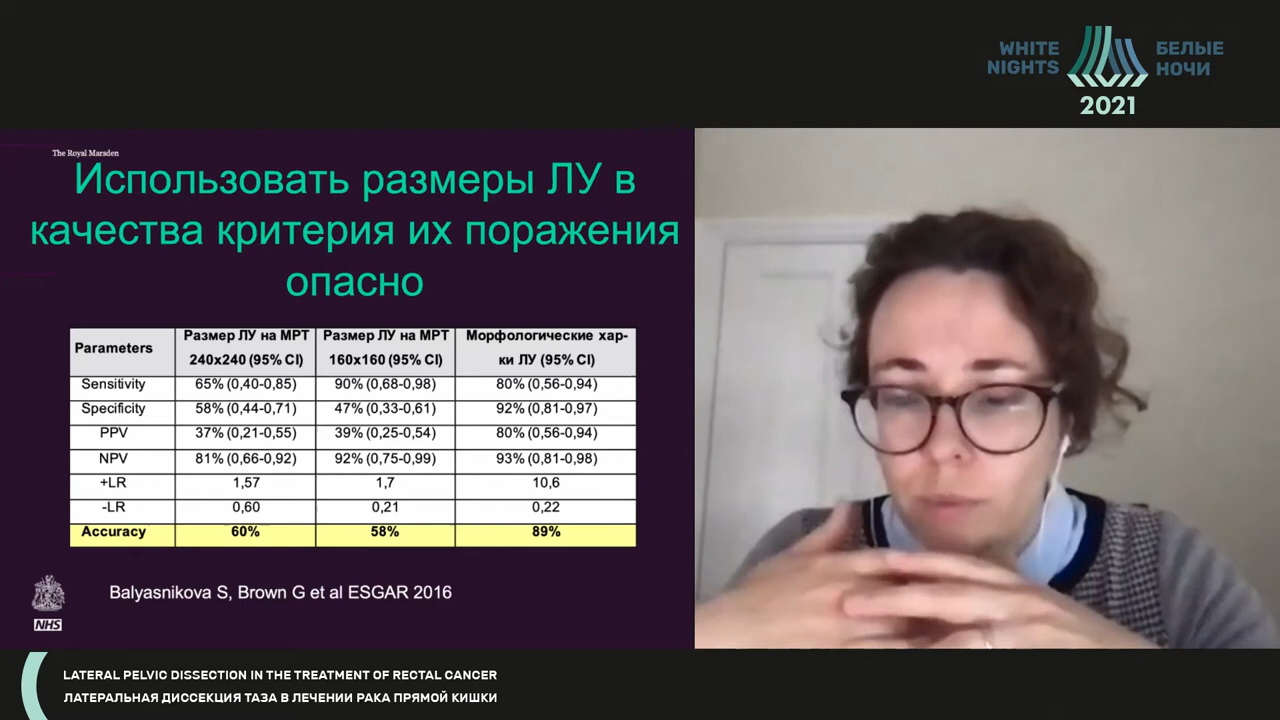 WHITE
NIGHTS
БЕЛЫЕ
НОЧИ
2021
The Royal Marsden
Использовать размеры ЛУ в
качества критерия их поражения
опасно
Parameters
Размер ЛУ на МРТ
240x240 (95% CI)
Размер ЛУ на МРТ
160x160 (95% CI)
Морфологические хар-
ки ЛУ (95% CI)
Sensitivity 65% (0,40-0,85) 90% (0,68-0,98) 80% (0,56-0,94)
Specificity 58% (0,44-0,71) 47% (0,33-0,61) 92% (0,81-0,97)
PPV 37% (0,21-0,55) 39% (0,25-0,54) 80% (0,56-0,94)
NPV 81% (0,66-0,92) 92% (0,75-0,99) 93% (0,81-0,98)
+LR 1,57 1,7 10,6
-LR 0,60 0,21 0,22
Accuracy 60% 58% 89%
Balyasnikova S, Brown G et al ESGAR 2016
NHS
LATERAL PELVIC DISSECTION IN THE TREATMENT OF RECTAL CANCER
ЛАТЕРАЛЬНАЯ ДИССЕКЦИЯ ТАЗА В ЛЕЧЕНИИ РАКА ПРЯМОЙ КИШКИ